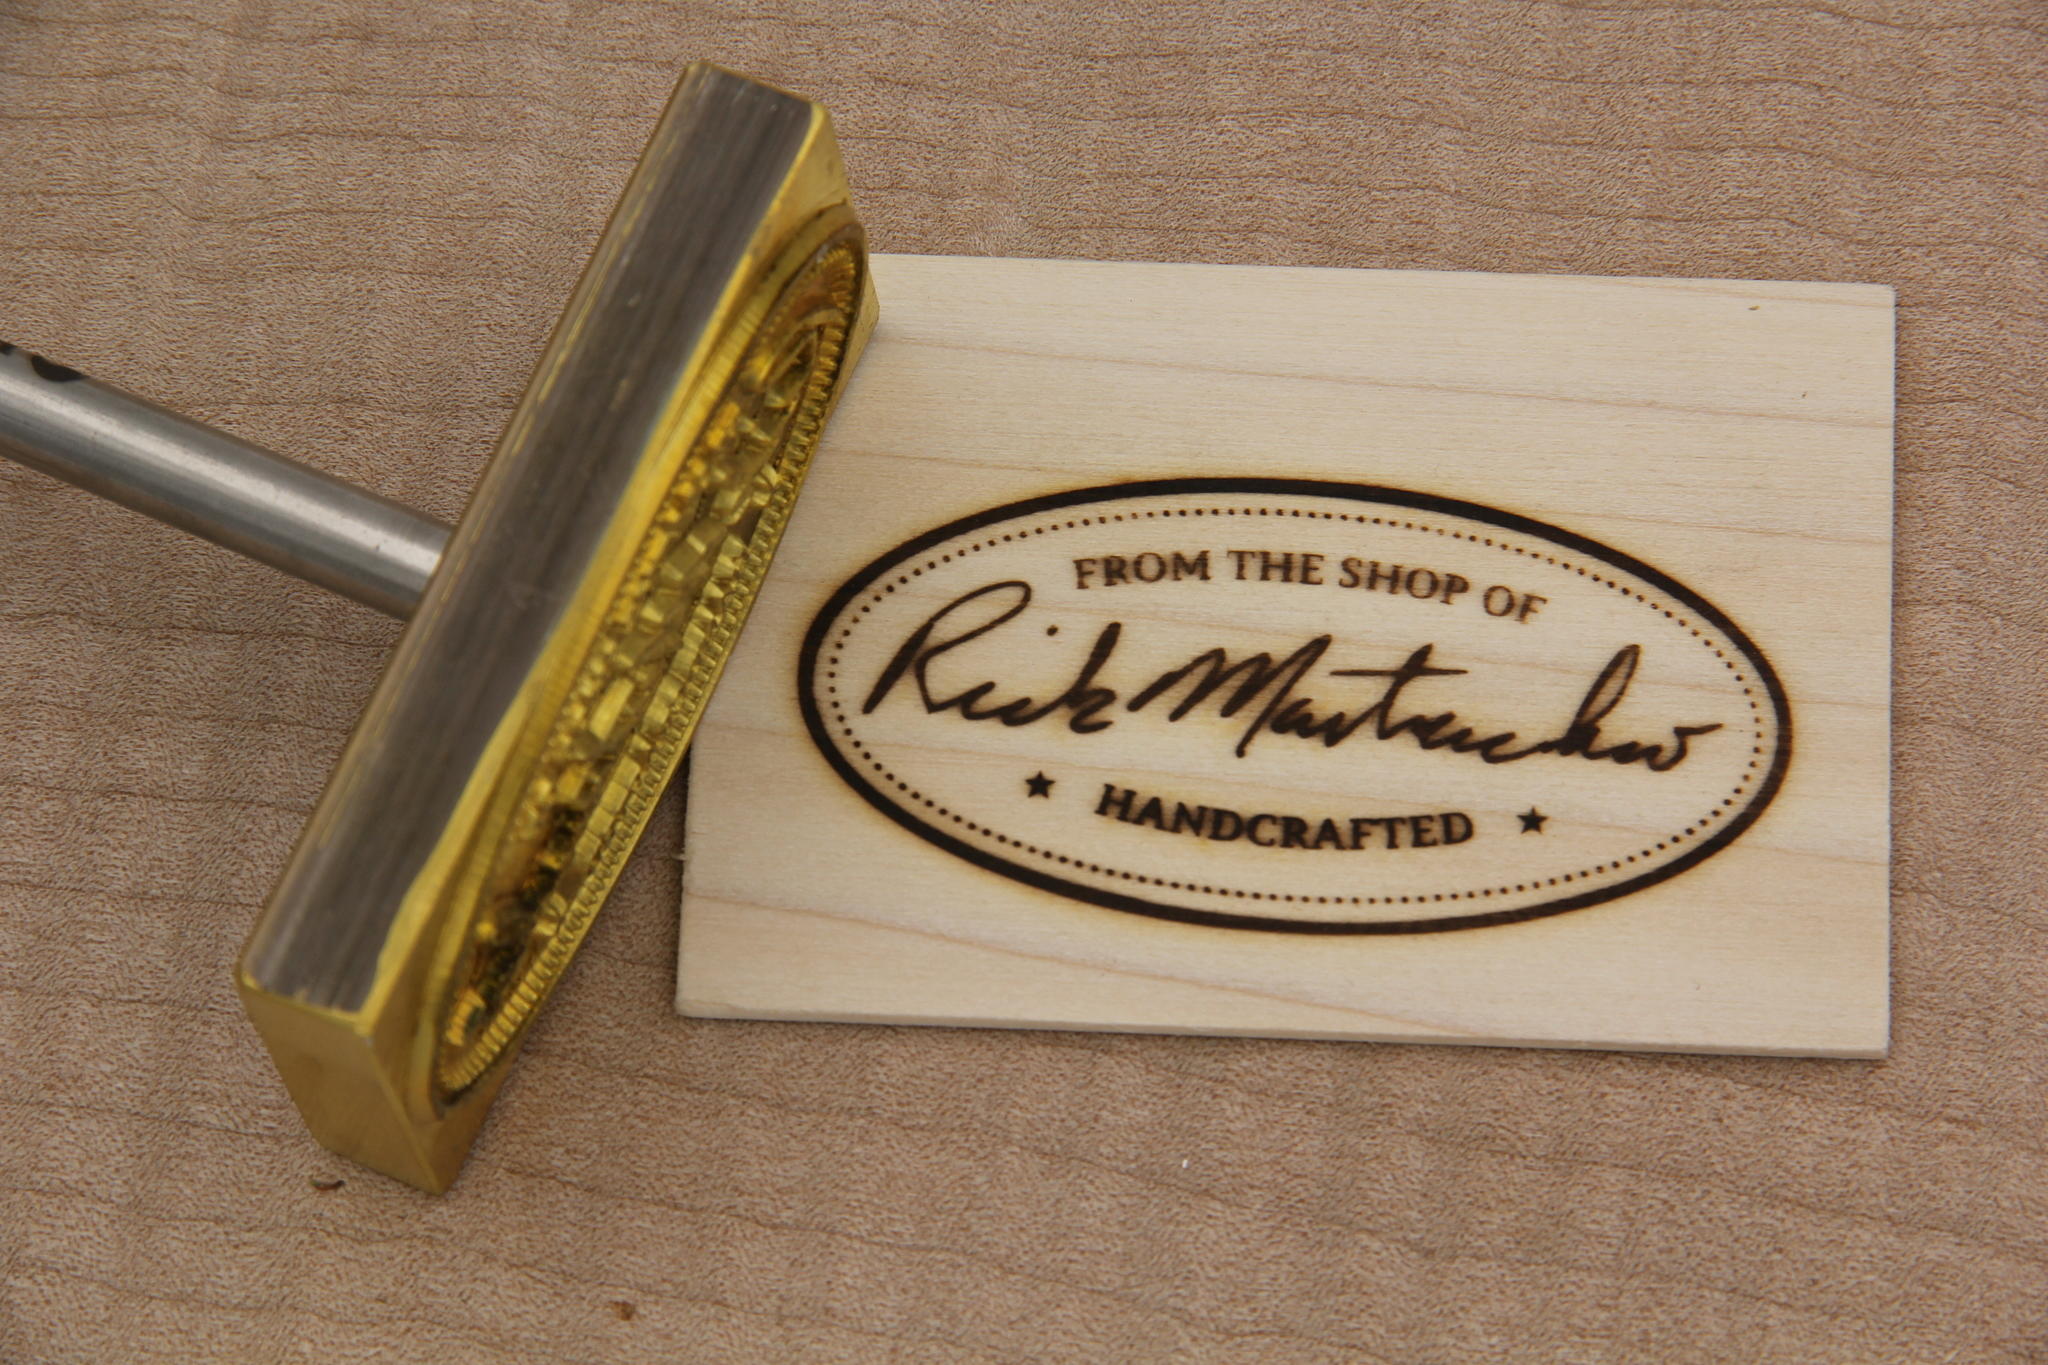 FROM THE SHOP OF
Rick
★ HANDCRAFTED ★